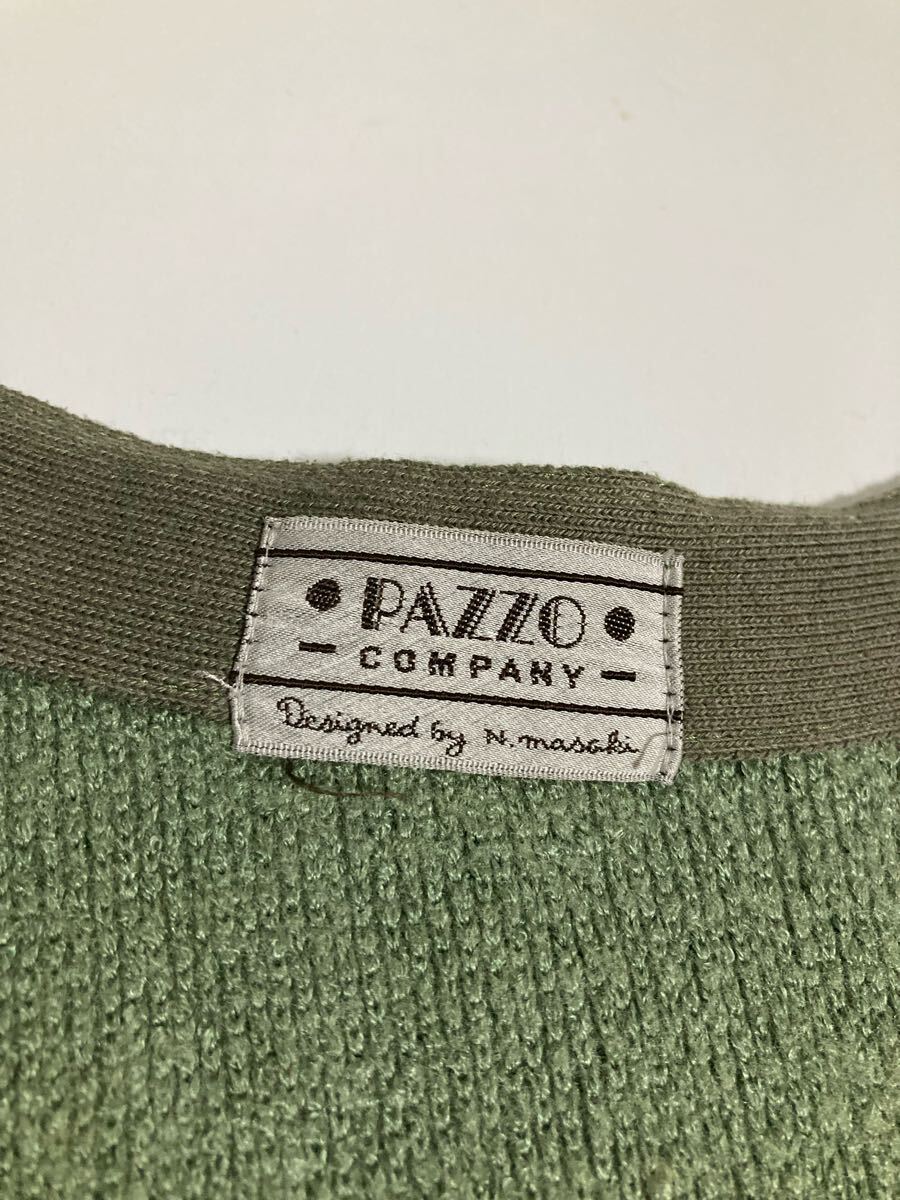 • PAZZO •
- COMPANY -
Designed by N. masaki